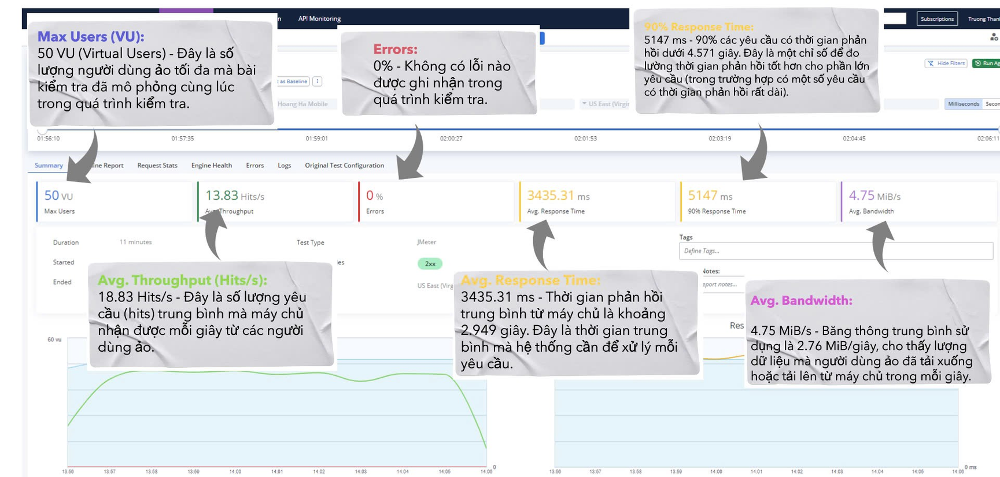 API Monitoring
Subscriptions
Truong Thanh
Max Users (VU):
50 VU (Virtual Users) - Đây là số
lượng người dùng ảo tối đa mà bài
kiểm tra đã mô phỏng cùng lúc
trong quá trình kiểm tra.
Errors:
0% - Không có lỗi nào
được ghi nhận trong
quá trình kiểm tra.
90% Response Time:
5147 ms - 90% các yêu cầu có thời gian phản
hồi dưới 4.571 giây. Đây là một chỉ số để đo
lường thời gian phản hồi tốt hơn cho phần lớn
yêu cầu (trong trường hợp có một số yêu cầu
có thời gian phản hồi rất dài).
Hide Filters
Run Ag
as Baseline
Hoang Ha Mobile
US East (Virgin
Milliseconds
Secon
01:56:10
01:57:35
01:59:01
02:00:27
02:01:53
02:03:19
02:04:45
02:06:11
Summary
ine Report
Request Stats
Engine Health
Errors
Logs
Original Test Configuration
50 VU
Max Users
13.83 Hits/s
Avg. Throughput
0 %
Errors
3435.31 ms
Avg. Response Time
5147 ms
90% Response Time
4.75 MiB/s
Avg. Bandwidth
Duration
11 minutes
Test Type
JMeter
Tags
Define Tags...
Started
es
2xx
Notes:
Ended
US East (Virg
port notes...
Avg. Throughput (Hits/s):
18.83 Hits/s - Đây là số lượng yêu
cầu (hits) trung bình mà máy chủ
nhận được mỗi giây từ các người
dùng ảo.
Avg. Response Time:
3435.31 ms - Thời gian phản hồi
trung bình từ máy chủ là khoảng
2.949 giây. Đây là thời gian trung
bình mà hệ thống cần để xử lý mỗi
yêu cầu.
Avg. Bandwidth:
4.75 MiB/s - Băng thông trung bình sử
dụng là 2.76 MiB/giây, cho thấy lượng
dữ liệu mà người dùng ảo đã tải xuống
hoặc tải lên từ máy chủ trong mỗi giây.
Res
60 vu
0
0 ms
13:56
13:57
13:58
13:59
14:00
14:01
14:02
14:03
14:04
14:05
14:06
13:56
13:57
13:58
13:59
14:00
14:01
14:02
14:03
14:04
14:05
14:06